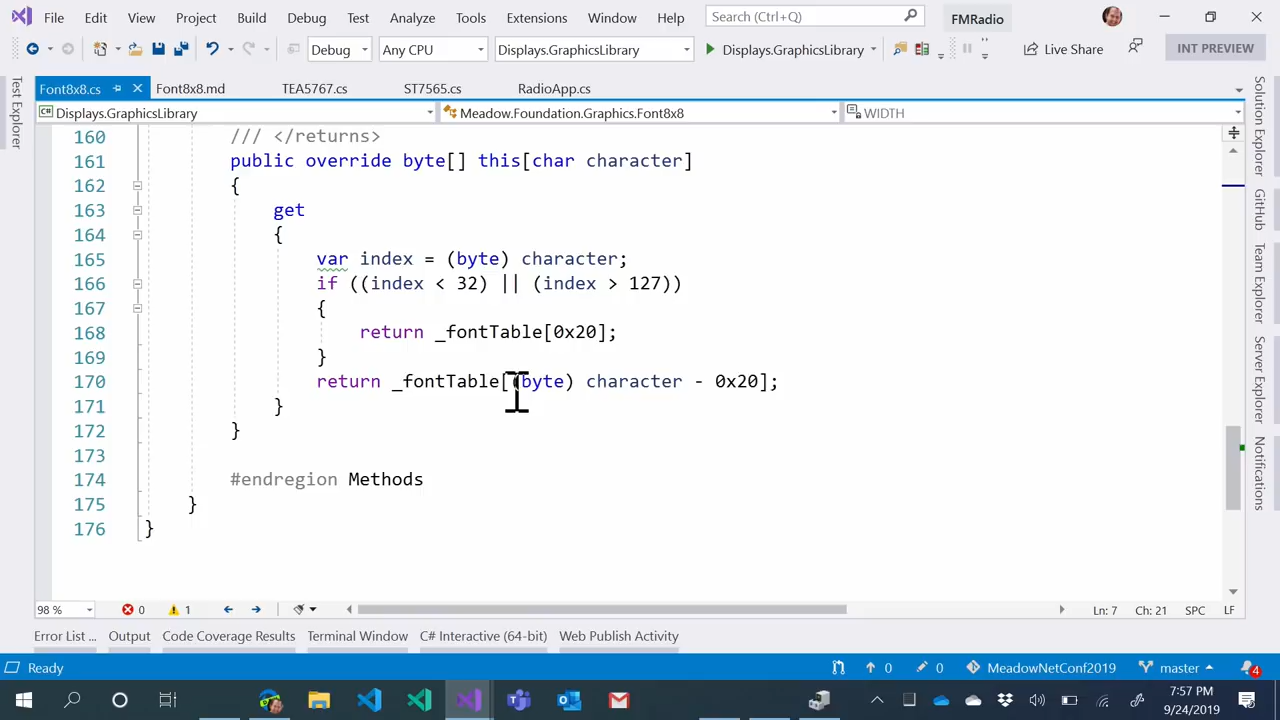 File Edit View Project Build Debug Test Analyze Tools Extensions Window Help Search (Ctrl+Q) FMRadio
Debug Any CPU Displays.GraphicsLibrary Displays.GraphicsLibrary Live Share INT PREVIEW
Font8x8.cs Font8x8.md TEA5767.cs ST7565.cs RadioApp.cs
Displays.GraphicsLibrary Meadow.Foundation.Graphics.Font8x8 WIDTH
160 /// </returns>
161 public override byte[] this[char character]
162 {
163 get
164 {
165 var index = (byte) character;
166 if ((index < 32) || (index > 127))
167 {
168 return _fontTable[0x20];
169 }
170 return _fontTable[(byte) character - 0x20];
171 }
172 }
173
174 #endregion Methods
175 }
176 }
Test Explorer
Solution Explorer
GitHub
Team Explorer
Server Explorer
Notifications
98 % 0 1 Ln: 7 Ch: 21 SPC LF
Error List ... Output Code Coverage Results Terminal Window C# Interactive (64-bit) Web Publish Activity
Ready 0 0 MeadowNetConf2019 master 4
7:57 PM
9/24/2019